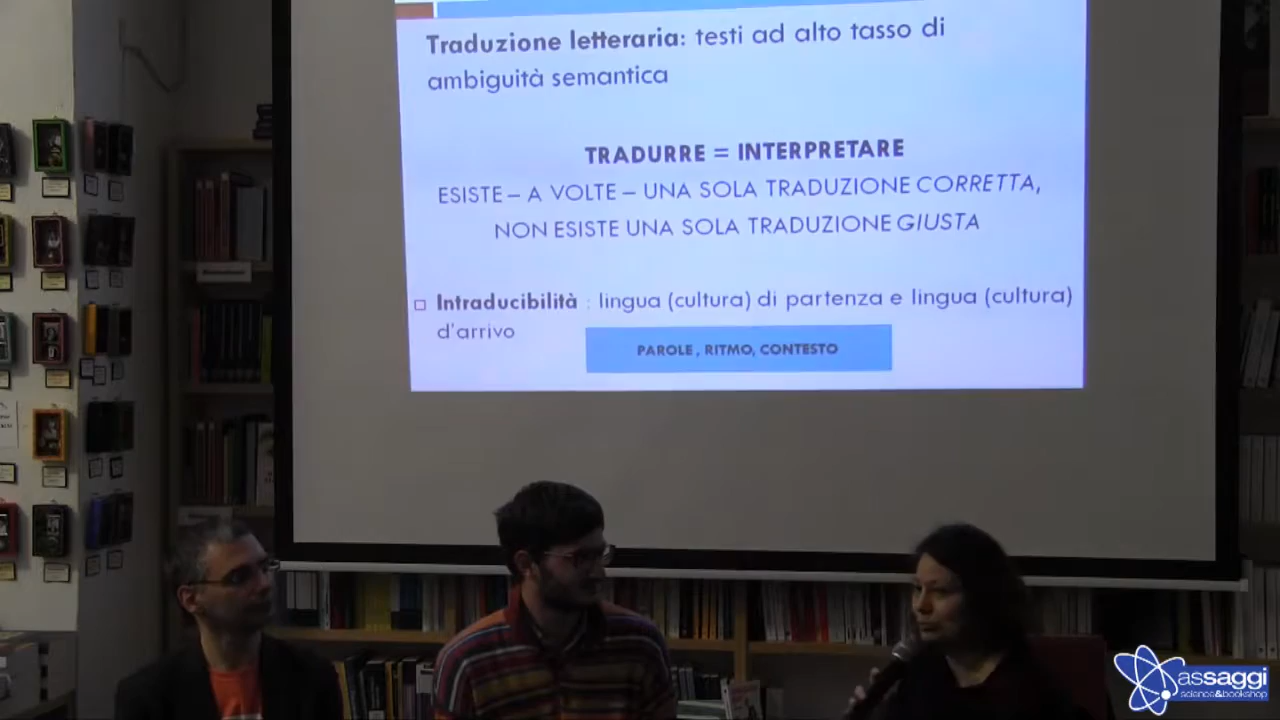 Traduzione letteraria: testi ad alto tasso di
ambiguità semantica
TRADURRE = INTERPRETARE
ESISTE – A VOLTE – UNA SOLA TRADUZIONE CORRETTA,
NON ESISTE UNA SOLA TRADUZIONE GIUSTA
Intraducibilità : lingua (cultura) di partenza e lingua (cultura)
d'arrivo
PAROLE , RITMO, CONTESTO
assaggi
science&bookshop